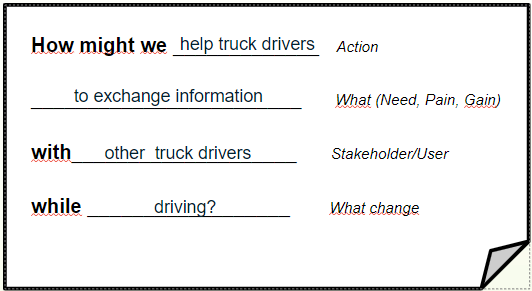 How might we help truck drivers Action
to exchange information What (Need, Pain, Gain)
with other truck drivers Stakeholder/User
while driving? What change